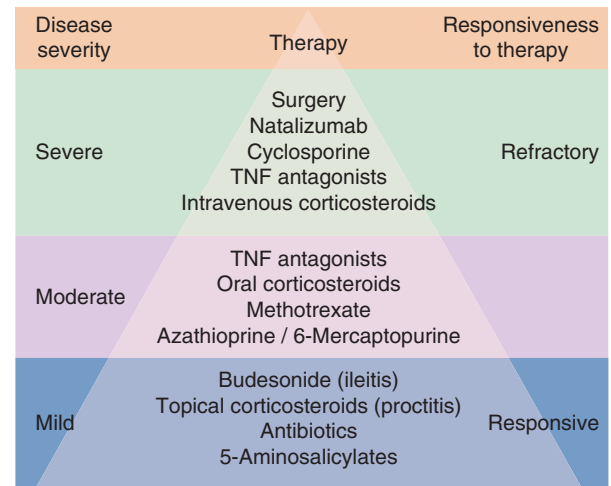 Disease
severity
Therapy
Responsiveness
to therapy
Severe
Surgery
Natalizumab
Cyclosporine
TNF antagonists
Intravenous corticosteroids
Refractory
Moderate
TNF antagonists
Oral corticosteroids
Methotrexate
Azathioprine / 6-Mercaptopurine
Mild
Budesonide (ileitis)
Topical corticosteroids (proctitis)
Antibiotics
5-Aminosalicylates
Responsive